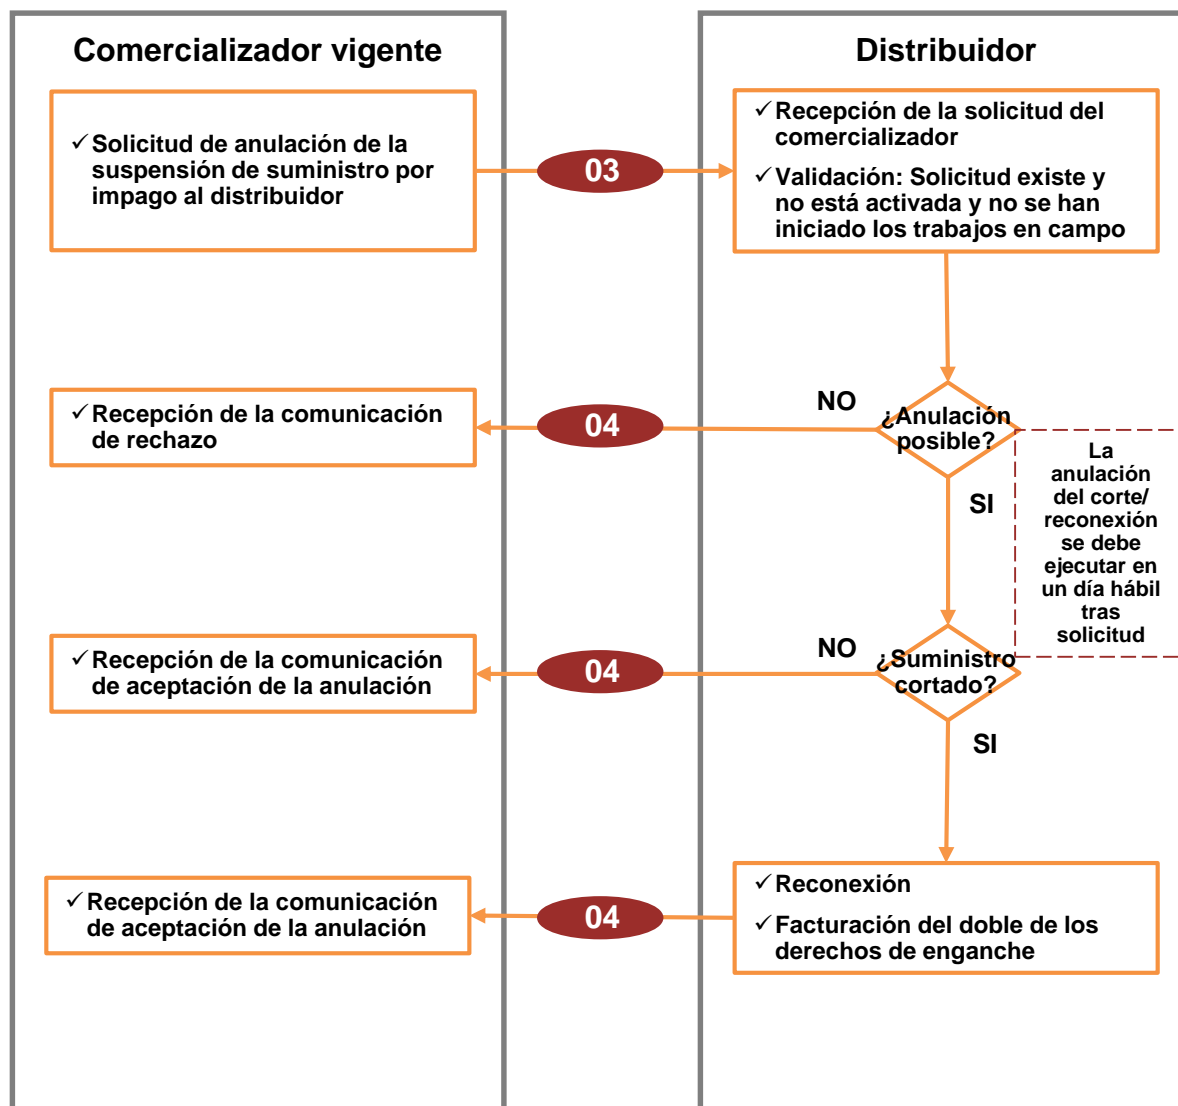 Comercializador vigente
Distribuidor
✓ Solicitud de anulación de la
suspensión de suministro por
impago al distribuidor
03
✓ Recepción de la solicitud del
comercializador
✓ Validación: Solicitud existe y
no está activada y no se han
iniciado los trabajos en campo
✓ Recepción de la comunicación
de rechazo
04
NO
¿Anulación
posible?
SI
La
anulación
del corte/
reconexión
se debe
ejecutar en
un día hábil
tras
solicitud
✓ Recepción de la comunicación
de aceptación de la anulación
04
NO
¿Suministro
cortado?
SI
✓ Recepción de la comunicación
de aceptación de la anulación
04
✓ Reconexión
✓ Facturación del doble de los
derechos de enganche